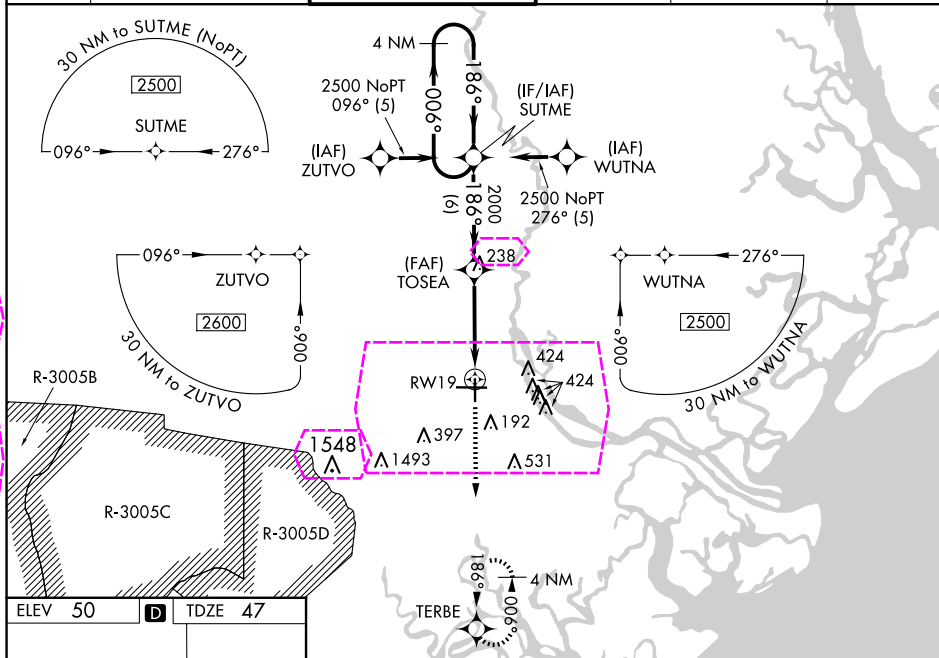 30 NM to SUTME (NoPT)
2500
SUTME
096°
276°
4 NM
006°
186°
2500 NoPT
096° (5)
(IF/IAF)
SUTME
(IAF)
ZUTVO
(IAF)
WUTNA
2500 NoPT
276° (5)
186°
2000
(6)
096°
ZUTVO
2600
006°
30 NM to ZUTVO
(FAF)
TOSEA
238
WUTNA
276°
2500
006°
30 NM to WUTNA
RW19
424
424
192
397
1493
531
1548
R-3005B
R-3005C
R-3005D
186°
4 NM
006°
TERBE
ELEV 50
D
TDZE 47